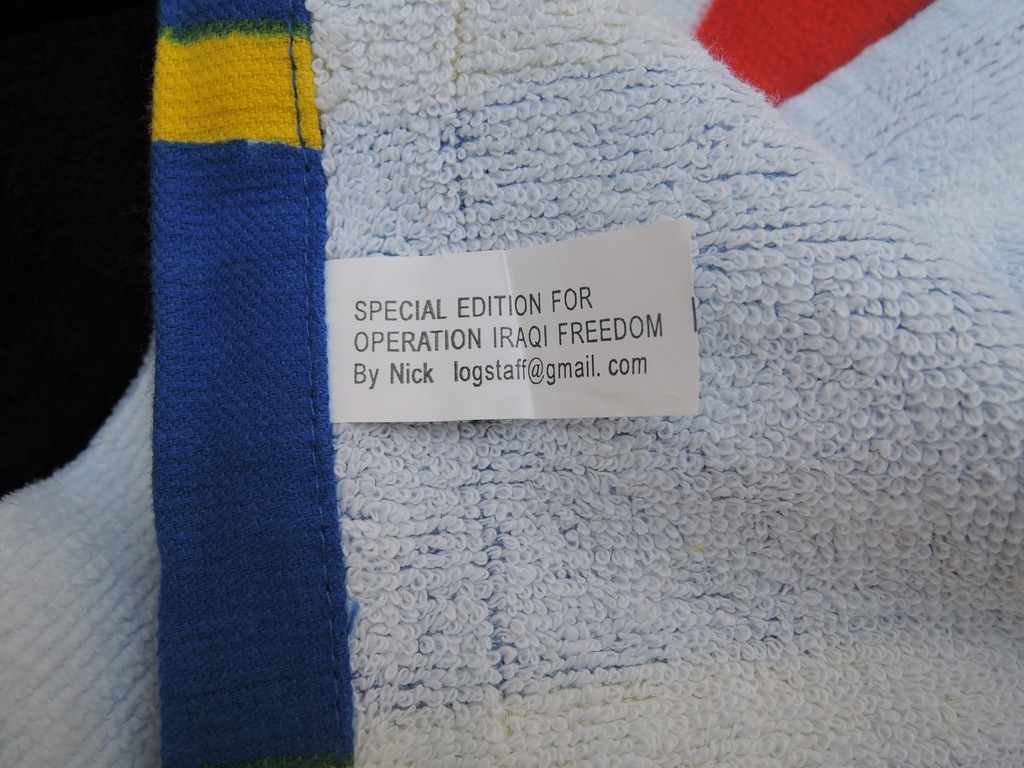 SPECIAL EDITION FOR
OPERATION IRAQI FREEDOM
By Nick logstaff@gmail. com